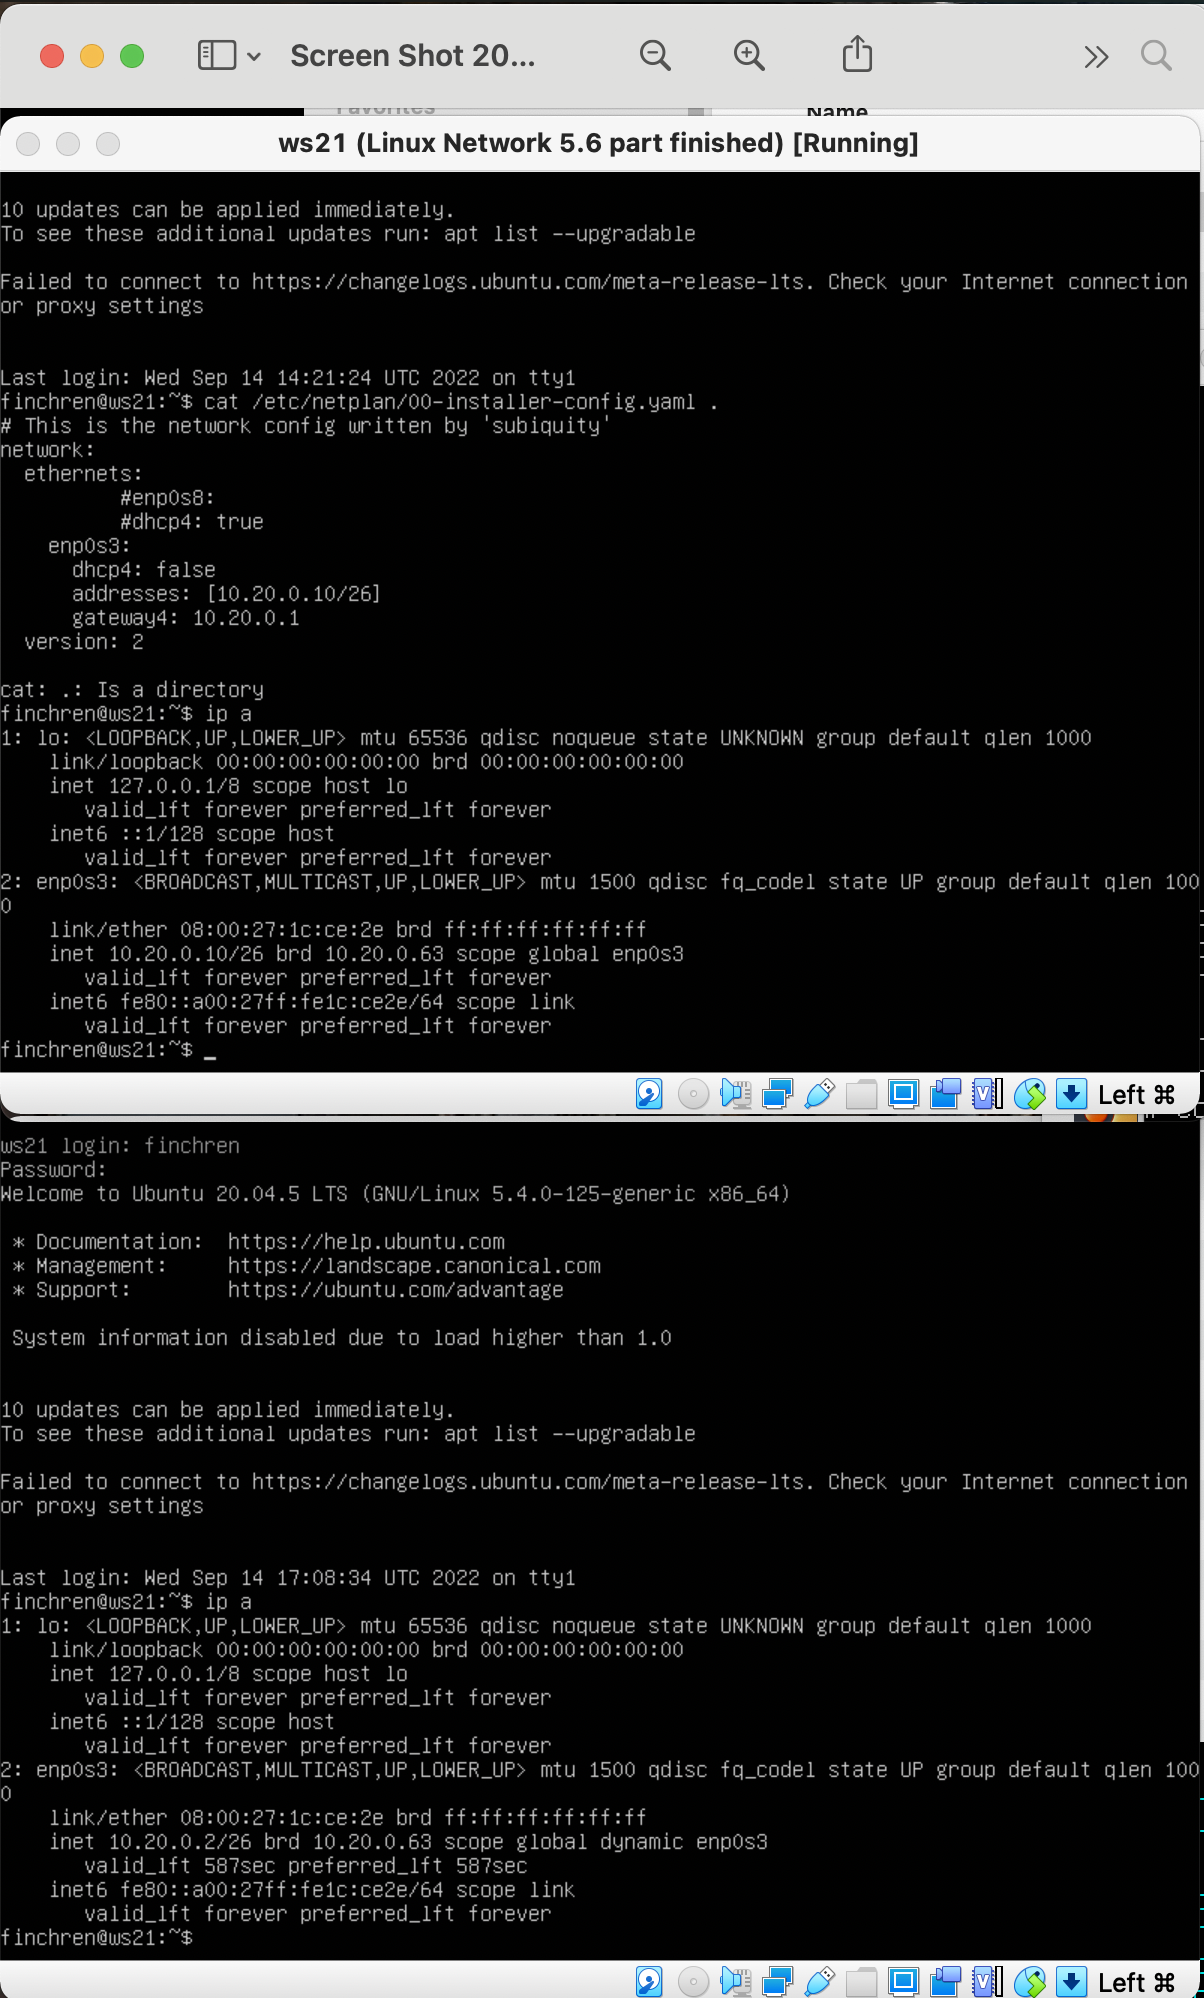 Screen Shot 20...
Favorites
Name
ws21 (Linux Network 5.6 part finished) [Running]
10 updates can be applied immediately.
To see these additional updates run: apt list --upgradable
Failed to connect to https://changelogs.ubuntu.com/meta-release-lts. Check your Internet connection
or proxy settings
Last login: Wed Sep 14 14:21:24 UTC 2022 on tty1
finchren@ws21:~$ cat /etc/netplan/00-installer-config.yaml .
# This is the network config written by 'subiquity'
network:
  ethernets:
          #enp0s8:
          #dhcp4: true
    enp0s3:
      dhcp4: false
      addresses: [10.20.0.10/26]
      gateway4: 10.20.0.1
  version: 2
cat: .: Is a directory
finchren@ws21:~$ ip a
1: lo: <LOOPBACK,UP,LOWER_UP> mtu 65536 qdisc noqueue state UNKNOWN group default qlen 1000
    link/loopback 00:00:00:00:00:00 brd 00:00:00:00:00:00
    inet 127.0.0.1/8 scope host lo
       valid_lft forever preferred_lft forever
    inet6 ::1/128 scope host
       valid_lft forever preferred_lft forever
2: enp0s3: <BROADCAST,MULTICAST,UP,LOWER_UP> mtu 1500 qdisc fq_codel state UP group default qlen 100
0
    link/ether 08:00:27:1c:ce:2e brd ff:ff:ff:ff:ff:ff
    inet 10.20.0.10/26 brd 10.20.0.63 scope global enp0s3
       valid_lft forever preferred_lft forever
    inet6 fe80::a00:27ff:fe1c:ce2e/64 scope link
       valid_lft forever preferred_lft forever
finchren@ws21:~$ _
Left ⌘
ws21 login: finchren
Password:
Welcome to Ubuntu 20.04.5 LTS (GNU/Linux 5.4.0-125-generic x86_64)
 * Documentation:  https://help.ubuntu.com
 * Management:     https://landscape.canonical.com
 * Support:        https://ubuntu.com/advantage
 System information disabled due to load higher than 1.0
10 updates can be applied immediately.
To see these additional updates run: apt list --upgradable
Failed to connect to https://changelogs.ubuntu.com/meta-release-lts. Check your Internet connection
or proxy settings
Last login: Wed Sep 14 17:08:34 UTC 2022 on tty1
finchren@ws21:~$ ip a
1: lo: <LOOPBACK,UP,LOWER_UP> mtu 65536 qdisc noqueue state UNKNOWN group default qlen 1000
    link/loopback 00:00:00:00:00:00 brd 00:00:00:00:00:00
    inet 127.0.0.1/8 scope host lo
       valid_lft forever preferred_lft forever
    inet6 ::1/128 scope host
       valid_lft forever preferred_lft forever
2: enp0s3: <BROADCAST,MULTICAST,UP,LOWER_UP> mtu 1500 qdisc fq_codel state UP group default qlen 100
0
    link/ether 08:00:27:1c:ce:2e brd ff:ff:ff:ff:ff:ff
    inet 10.20.0.2/26 brd 10.20.0.63 scope global dynamic enp0s3
       valid_lft 587sec preferred_lft 587sec
    inet6 fe80::a00:27ff:fe1c:ce2e/64 scope link
       valid_lft forever preferred_lft forever
finchren@ws21:~$
Left ⌘